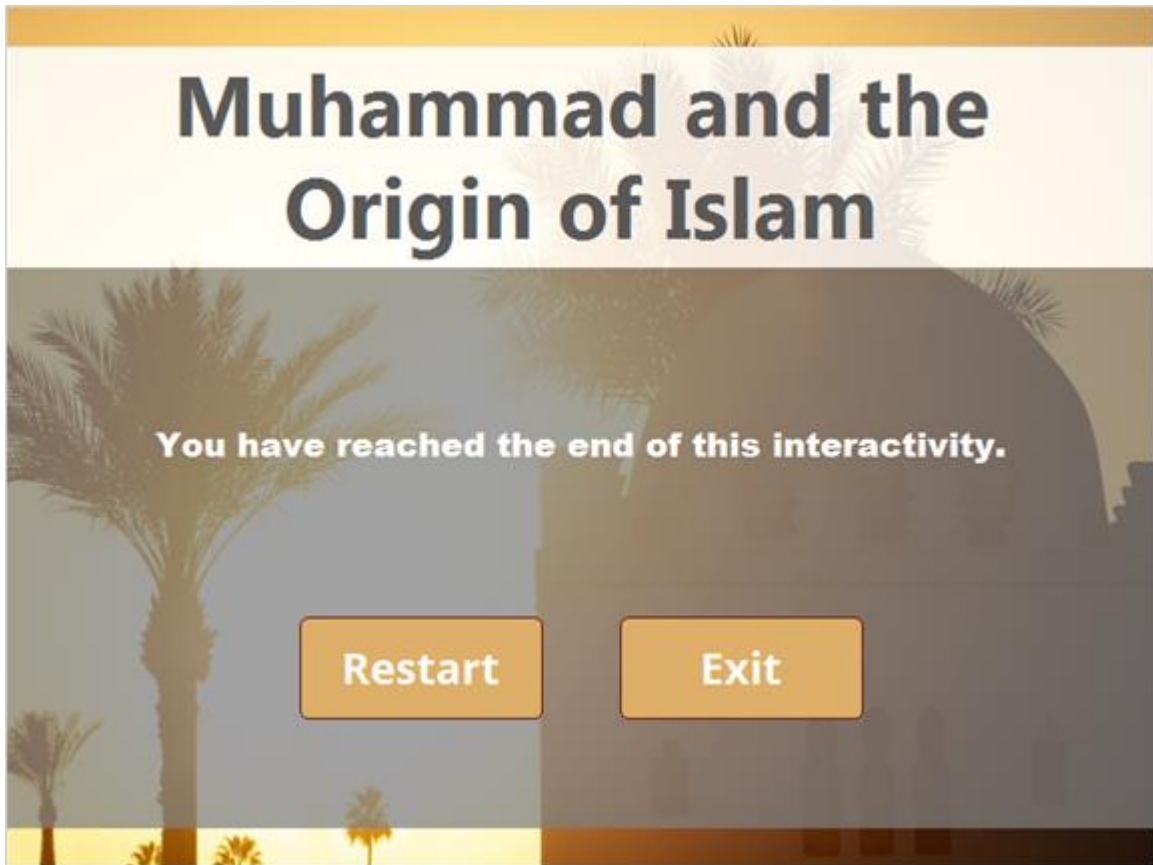 Muhammad and the
Origin of Islam
You have reached the end of this interactivity.
Restart
Exit